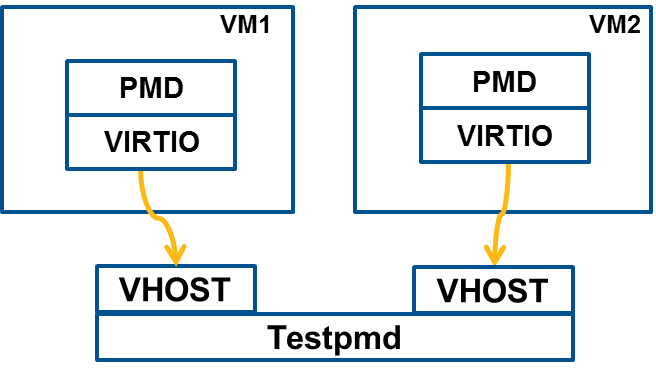 VM1
PMD
VIRTIO
VM2
PMD
VIRTIO
VHOST
VHOST
Testpmd